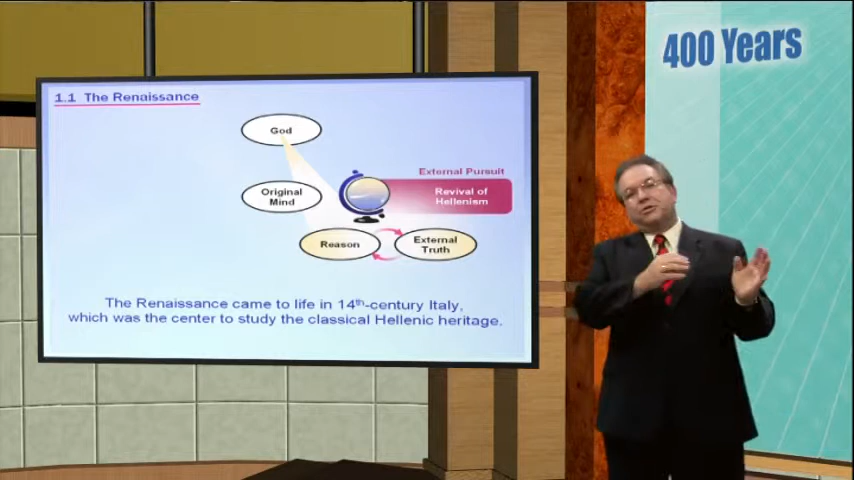 400 Years
1.1 The Renaissance
God
External Pursuit
Original
Mind
Revival of
Hellenism
Reason
External
Truth
The Renaissance came to life in 14th-century Italy,
which was the center to study the classical Hellenic heritage.